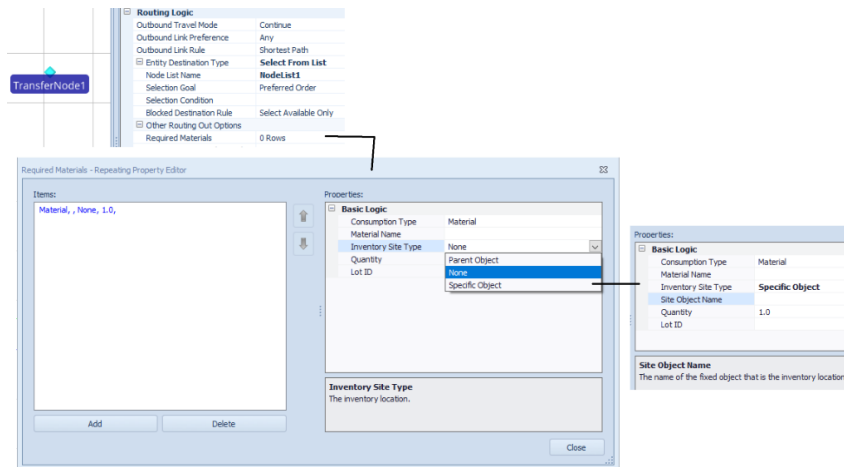 TransferNode1
Routing Logic
Outbound Travel Mode Continue
Outbound Link Preference Any
Outbound Link Rule Shortest Path
Entity Destination Type Select From List
Node List Name NodeList1
Selection Goal Preferred Order
Selection Condition
Blocked Destination Rule Select Available Only
Other Routing Out Options
Required Materials 0 Rows
Required Materials - Repeating Property Editor
Items:
Material, , None, 1.0,
Add Delete
Properties:
Basic Logic
Consumption Type Material
Material Name
Inventory Site Type None
Quantity Parent Object
Lot ID None
Specific Object
Inventory Site Type
The inventory location.
Close
Properties:
Basic Logic
Consumption Type Material
Material Name
Inventory Site Type Specific Object
Site Object Name
Quantity 1.0
Lot ID
Site Object Name
The name of the fixed object that is the inventory location